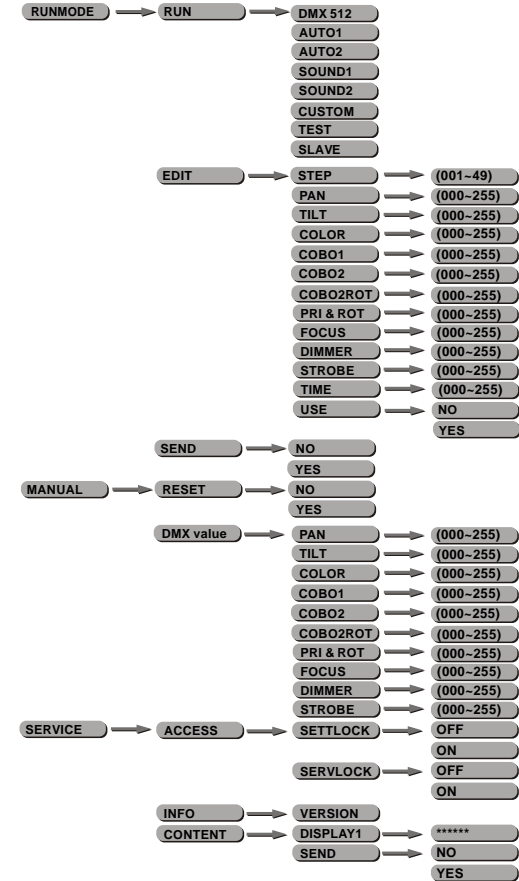 RUNMODE RUN DMX 512
AUTO1
AUTO2
SOUND1
SOUND2
CUSTOM
TEST
SLAVE
EDIT STEP (001~49)
PAN (000~255)
TILT (000~255)
COLOR (000~255)
COBO1 (000~255)
COBO2 (000~255)
COBO2ROT (000~255)
PRI & ROT (000~255)
FOCUS (000~255)
DIMMER (000~255)
STROBE (000~255)
TIME (000~255)
USE NO
YES
SEND NO
YES
MANUAL RESET NO
YES
DMX value PAN (000~255)
TILT (000~255)
COLOR (000~255)
COBO1 (000~255)
COBO2 (000~255)
COBO2ROT (000~255)
PRI & ROT (000~255)
FOCUS (000~255)
DIMMER (000~255)
STROBE (000~255)
SERVICE ACCESS SETTLOCK OFF
ON
SERVLOCK OFF
ON
INFO VERSION
CONTENT DISPLAY1 ******
SEND NO
YES